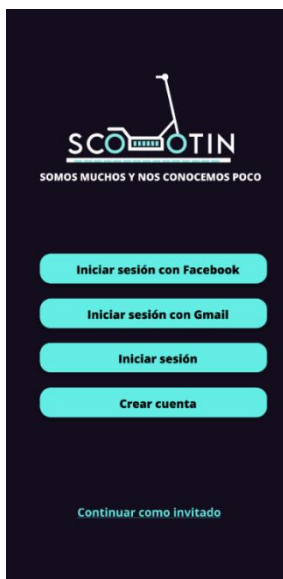 SCOOTIN
SOMOS MUCHOS Y NOS CONOCEMOS POCO
Iniciar sesión con Facebook
Iniciar sesión con Gmail
Iniciar sesión
Crear cuenta
Continuar como invitado